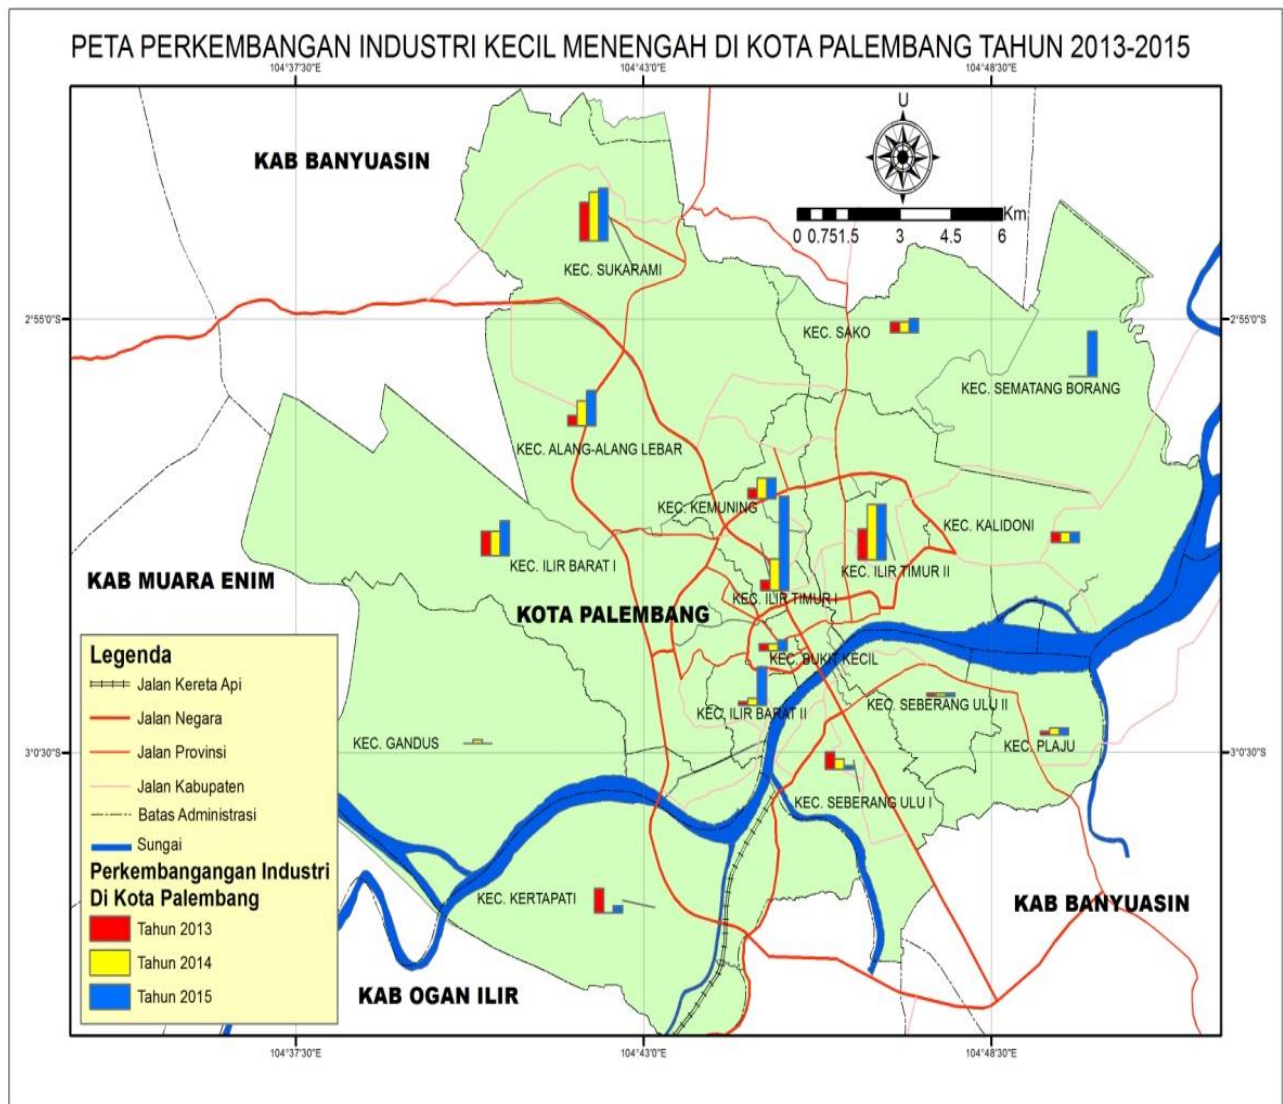 PETA PERKEMBANGAN INDUSTRI KECIL MENENGAH DI KOTA PALEMBANG TAHUN 2013-2015
104°37'30"E
104°43'0"E
104°48'30"E
U
KAB BANYUASIN
Km
0 0.75 1.5 3 4.5 6
KEC. SUKARAMI
2°55'0"S
2°55'0"S
KEC. SAKO
KEC. SEMATANG BORANG
KEC. ALANG-ALANG LEBAR
KEC. KEMUNING
KEC. KALIDONI
KEC. ILIR BARAT I
KEC. ILIR TIMUR II
KAB MUARA ENIM
KEC. ILIR TIMUR I
KOTA PALEMBANG
KEC. BUKIT KECIL
KEC. SEBERANG ULU II
KEC. ILIR BARAT II
KEC. GANDUS
KEC. PLAJU
3°0'30"S
3°0'30"S
KEC. SEBERANG ULU I
KEC. KERTAPATI
KAB BANYUASIN
KAB OGAN ILIR
Legenda
Jalan Kereta Api
Jalan Negara
Jalan Provinsi
Jalan Kabupaten
Batas Administrasi
Sungai
Perkembangangan Industri
Di Kota Palembang
Tahun 2013
Tahun 2014
Tahun 2015
104°37'30"E
104°43'0"E
104°48'30"E